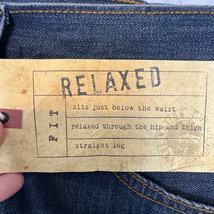 RELAXED
FIT
sits just below the waist
relaxed through the hip and thigh
straight leg